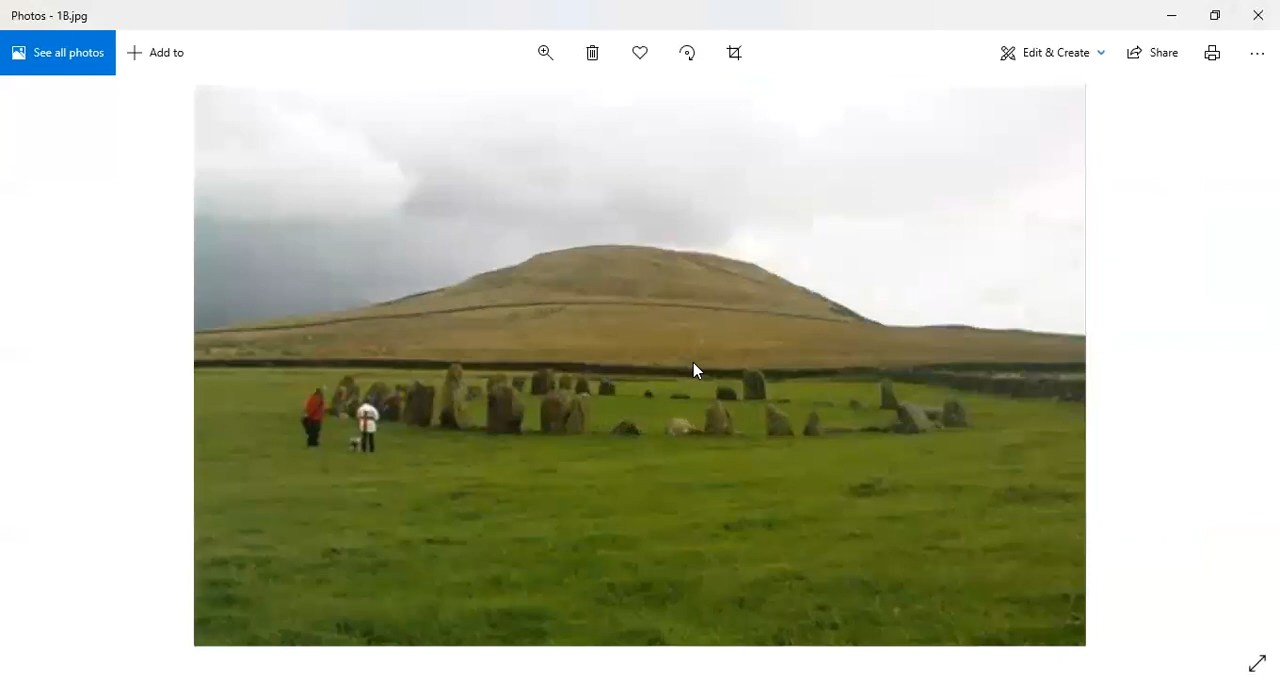 Photos - 1B.jpg
See all photos
Add to
Edit & Create
Share